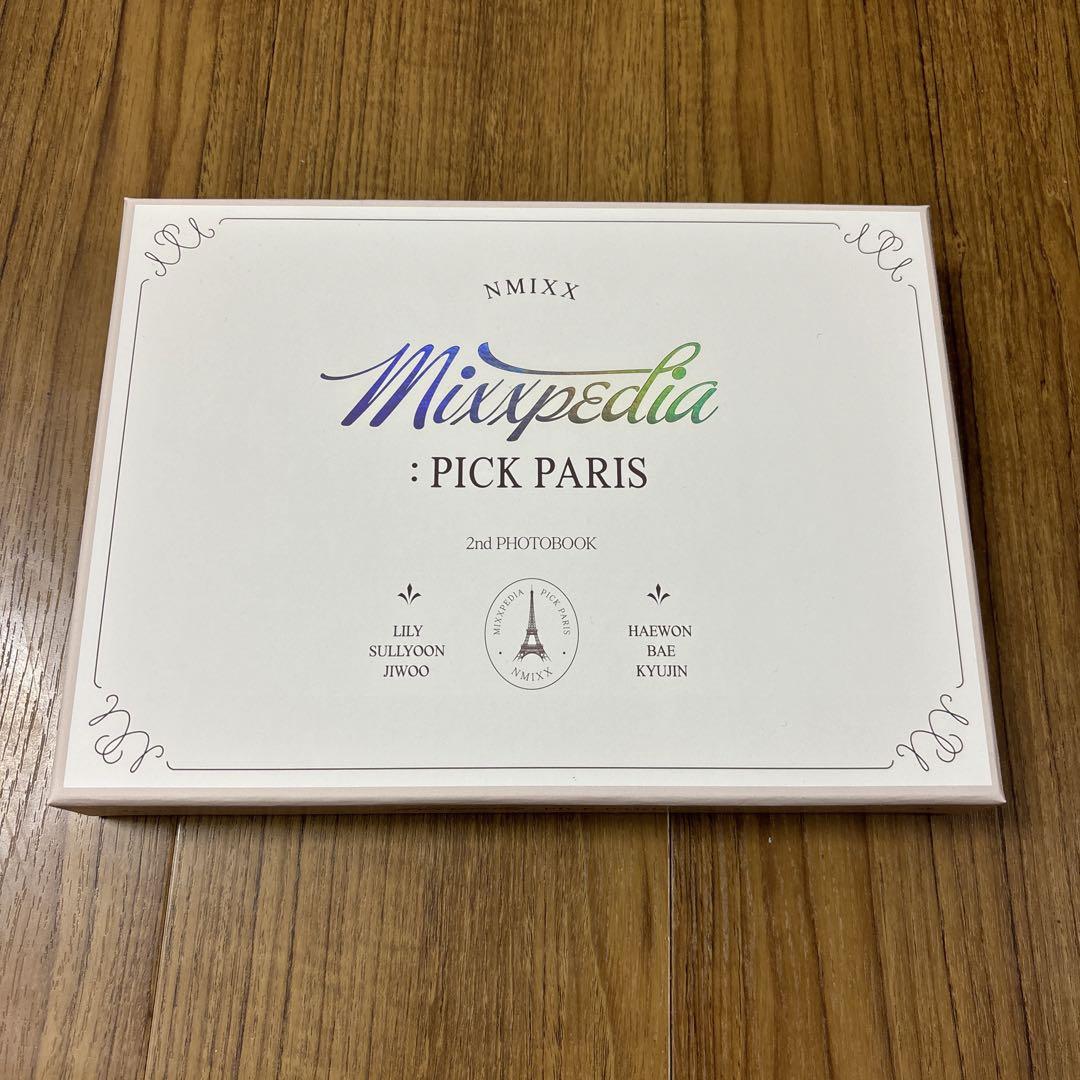 NMIXX
Mixxpedia
: PICK PARIS
2nd PHOTOBOOK
LILY
SULLYOON
JIWOO
MIXXPEDIA PICK PARIS
• NMIXX •
HAEWON
BAE
KYUJIN